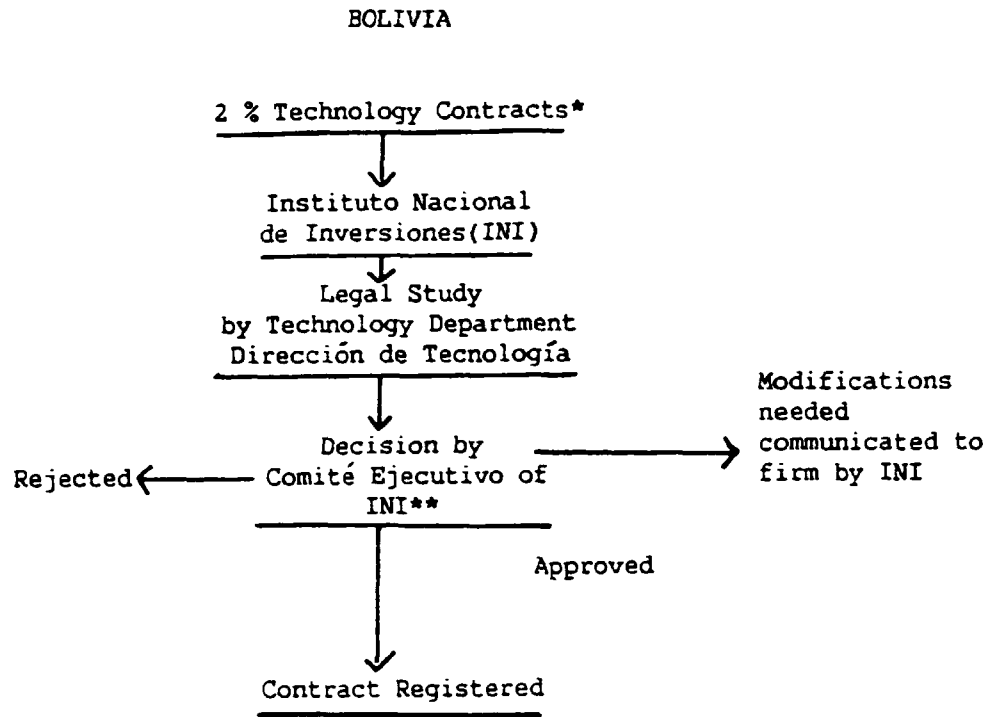 BOLIVIA
2 % Technology Contracts*
Instituto Nacional
de Inversiones(INI)
Legal Study
by Technology Department
Dirección de Tecnología
Decision by
Comité Ejecutivo of
INI**
Rejected
Modifications
needed
communicated to
firm by INI
Approved
Contract Registered